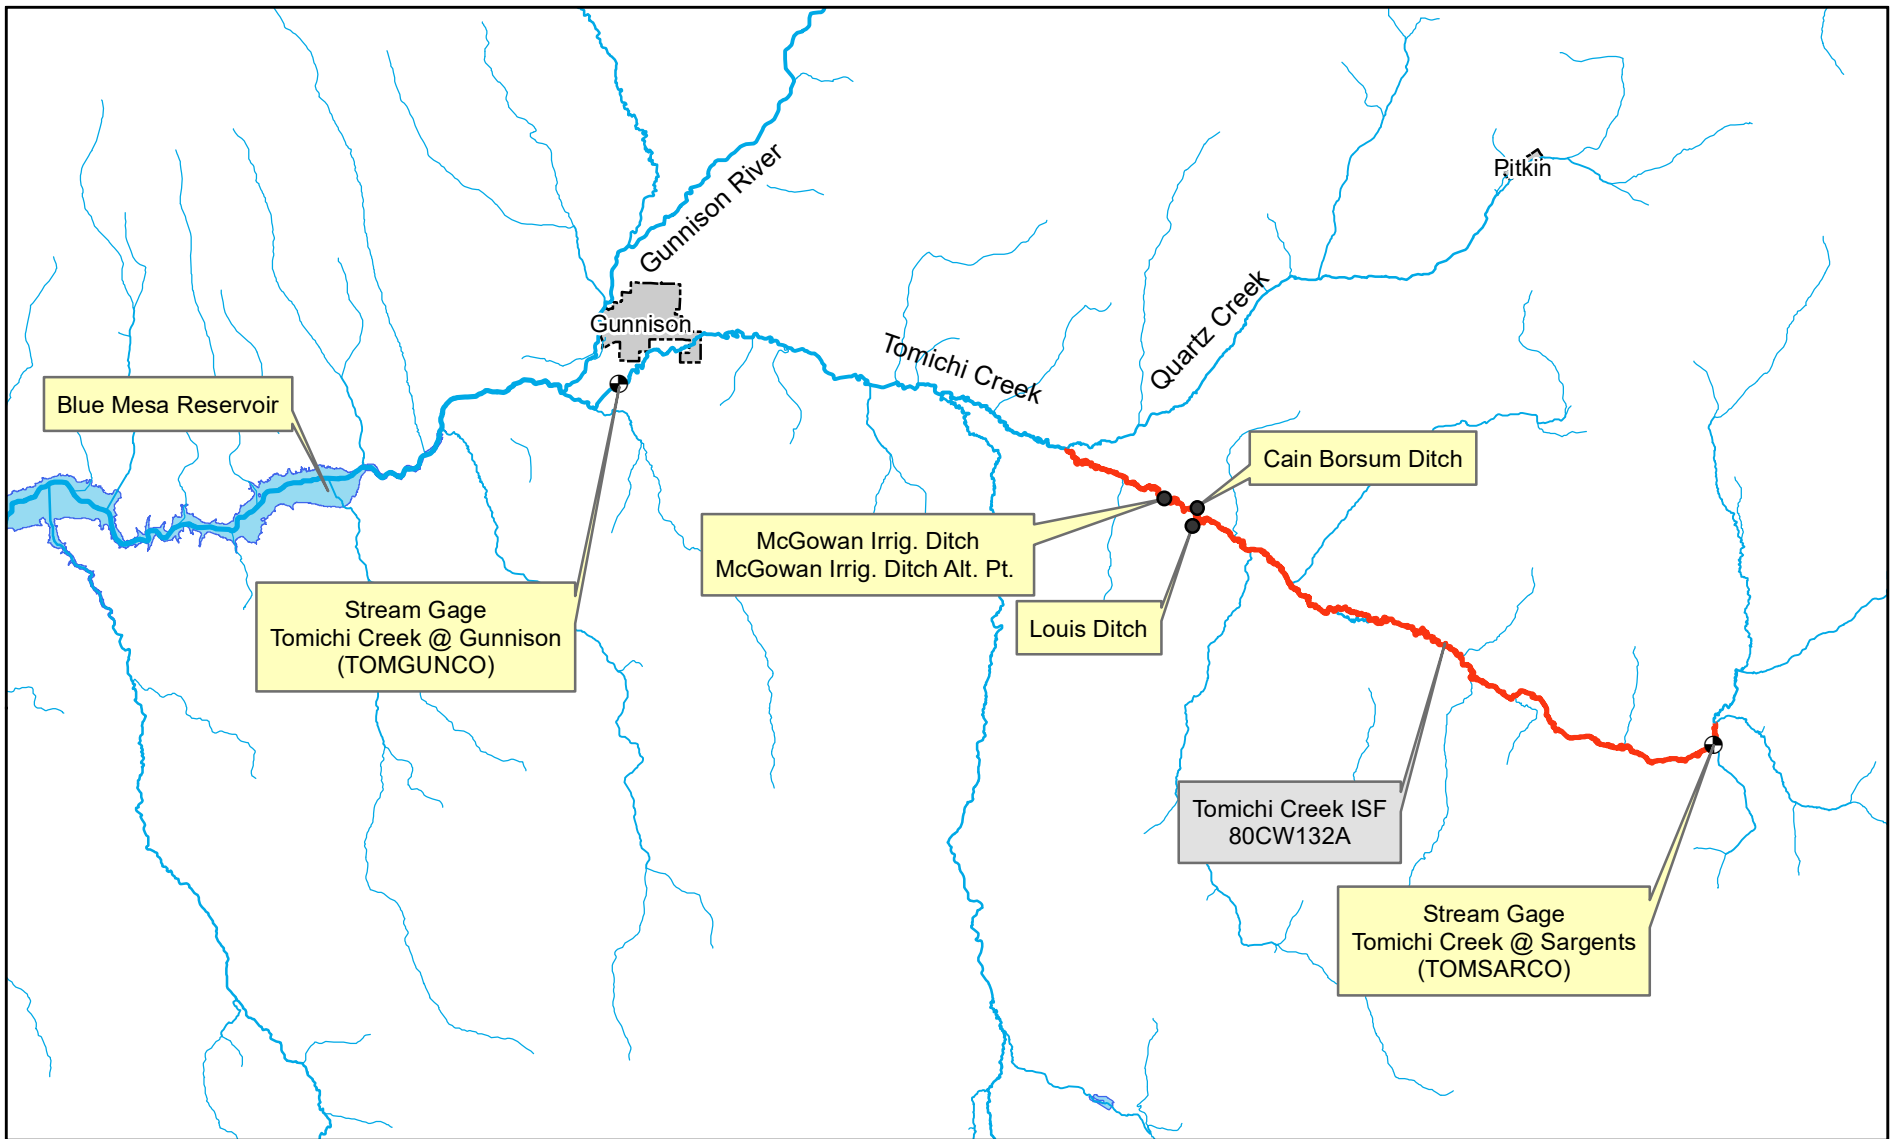 Pitkin
Gunnison River
Gunnison
Quartz Creek
Tomichi Creek
Blue Mesa Reservoir
Cain Borsum Ditch
McGowan Irrig. Ditch
McGowan Irrig. Ditch Alt. Pt.
Stream Gage
Tomichi Creek @ Gunnison
(TOMGUNCO)
Louis Ditch
Tomichi Creek ISF
80CW132A
Stream Gage
Tomichi Creek @ Sargents
(TOMSARCO)